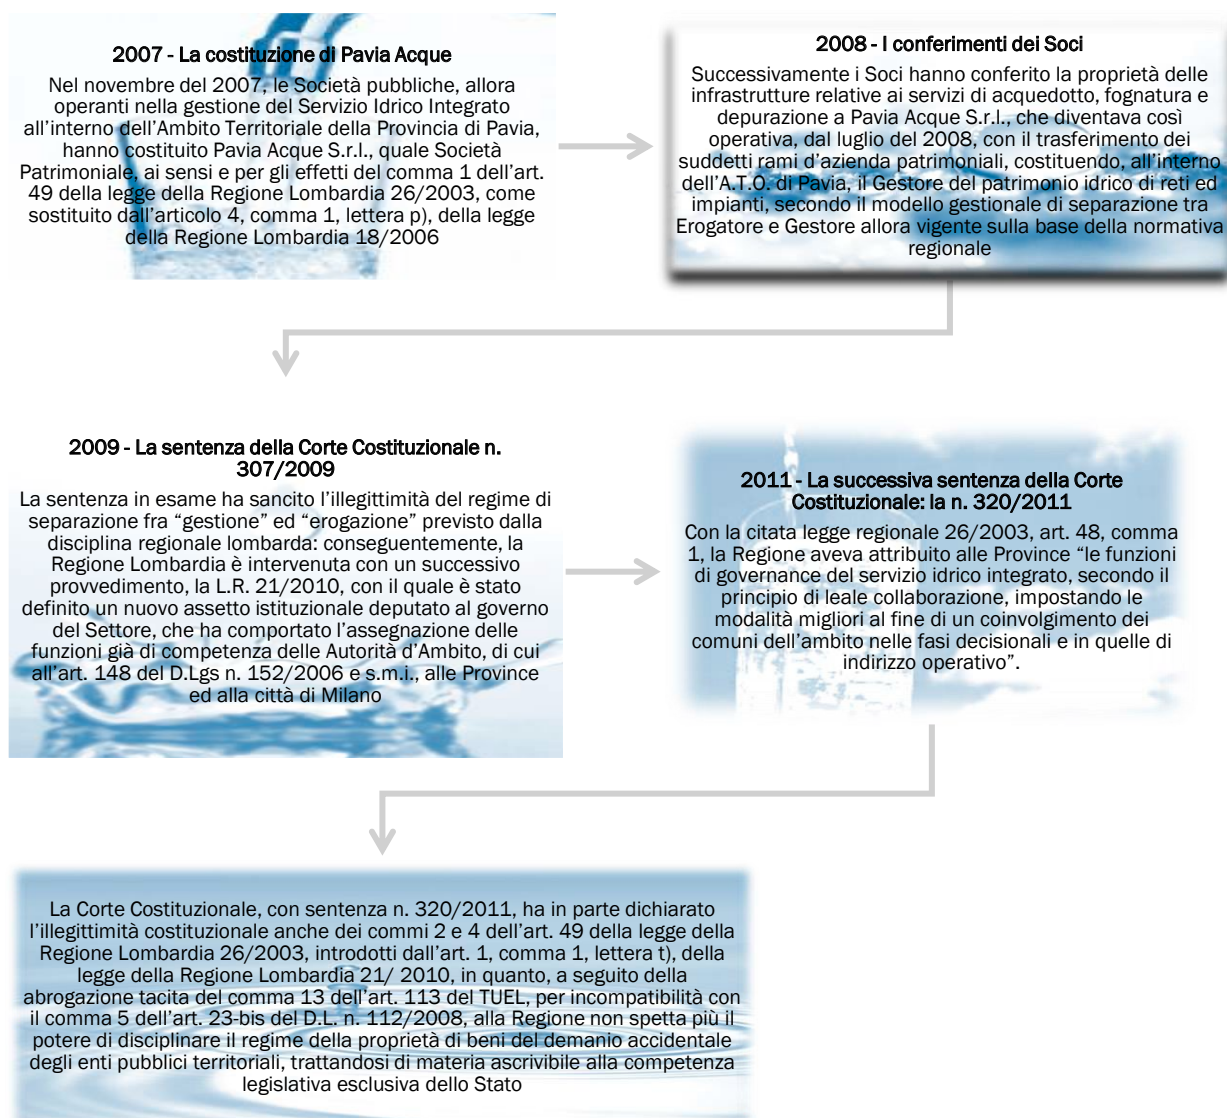 2007 - La costituzione di Pavia Acque
Nel novembre del 2007, le Società pubbliche, allora
operanti nella gestione del Servizio Idrico Integrato
all'interno dell'Ambito Territoriale della Provincia di Pavia,
hanno costituito Pavia Acque S.r.l., quale Società
Patrimoniale, ai sensi e per gli effetti del comma 1 dell'art.
49 della legge della Regione Lombardia 26/2003, come
sostituito dall'articolo 4, comma 1, lettera p), della legge
della Regione Lombardia 18/2006
2008 - I conferimenti dei Soci
Successivamente i Soci hanno conferito la proprietà delle
infrastrutture relative ai servizi di acquedotto, fognatura e
depurazione a Pavia Acque S.r.l., che diventava così
operativa, dal luglio del 2008, con il trasferimento dei
suddetti rami d'azienda patrimoniali, costituendo, all'interno
dell'A.T.O. di Pavia, il Gestore del patrimonio idrico di reti ed
impianti, secondo il modello gestionale di separazione tra
Erogatore e Gestore allora vigente sulla base della normativa
regionale
2009 - La sentenza della Corte Costituzionale n.
307/2009
La sentenza in esame ha sancito l'illegittimità del regime di
separazione fra “gestione” ed “erogazione” previsto dalla
disciplina regionale lombarda: conseguentemente, la
Regione Lombardia è intervenuta con un successivo
provvedimento, la L.R. 21/2010, con il quale è stato
definito un nuovo assetto istituzionale deputato al governo
del Settore, che ha comportato l'assegnazione delle
funzioni già di competenza delle Autorità d'Ambito, di cui
all'art. 148 del D.Lgs n. 152/2006 e s.m.i., alle Province
ed alla città di Milano
2011 - La successiva sentenza della Corte
Costituzionale: la n. 320/2011
Con la citata legge regionale 26/2003, art. 48, comma
1, la Regione aveva attribuito alle Province “le funzioni
di governance del servizio idrico integrato, secondo il
principio di leale collaborazione, impostando le
modalità migliori al fine di un coinvolgimento dei
comuni dell'ambito nelle fasi decisionali e in quelle di
indirizzo operativo”.
La Corte Costituzionale, con sentenza n. 320/2011, ha in parte dichiarato
l'illegittimità costituzionale anche dei commi 2 e 4 dell'art. 49 della legge della
Regione Lombardia 26/2003, introdotti dall'art. 1, comma 1, lettera t), della
legge della Regione Lombardia 21/ 2010, in quanto, a seguito della
abrogazione tacita del comma 13 dell'art. 113 del TUEL, per incompatibilità con
il comma 5 dell'art. 23-bis del D.L. n. 112/2008, alla Regione non spetta più il
potere di disciplinare il regime della proprietà di beni del demanio accidentale
degli enti pubblici territoriali, trattandosi di materia ascrivibile alla competenza
legislativa esclusiva dello Stato